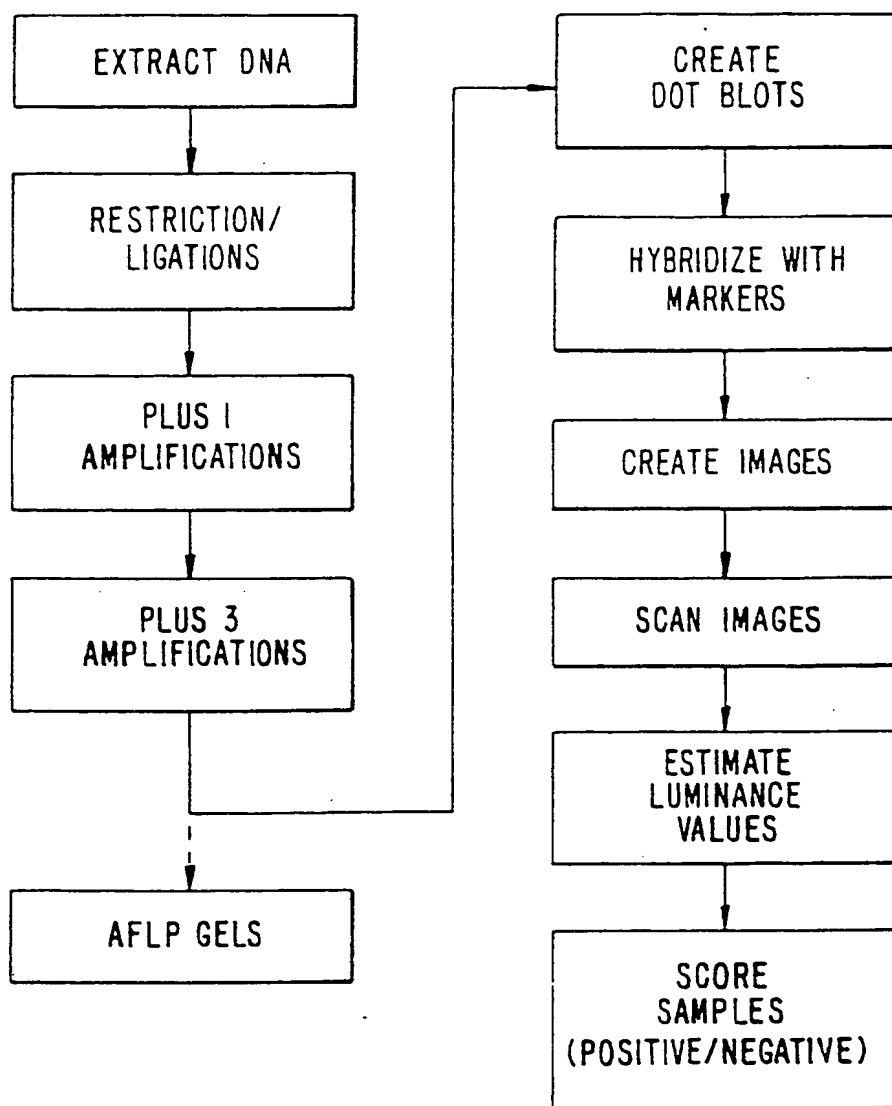 EXTRACT DNA
RESTRICTION/
LIGATIONS
PLUS 1
AMPLIFICATIONS
PLUS 3
AMPLIFICATIONS
AFLP GELS
CREATE
DOT BLOTS
HYBRIDIZE WITH
MARKERS
CREATE IMAGES
SCAN IMAGES
ESTIMATE
LUMINANCE
VALUES
SCORE
SAMPLES
(POSITIVE/NEGATIVE)